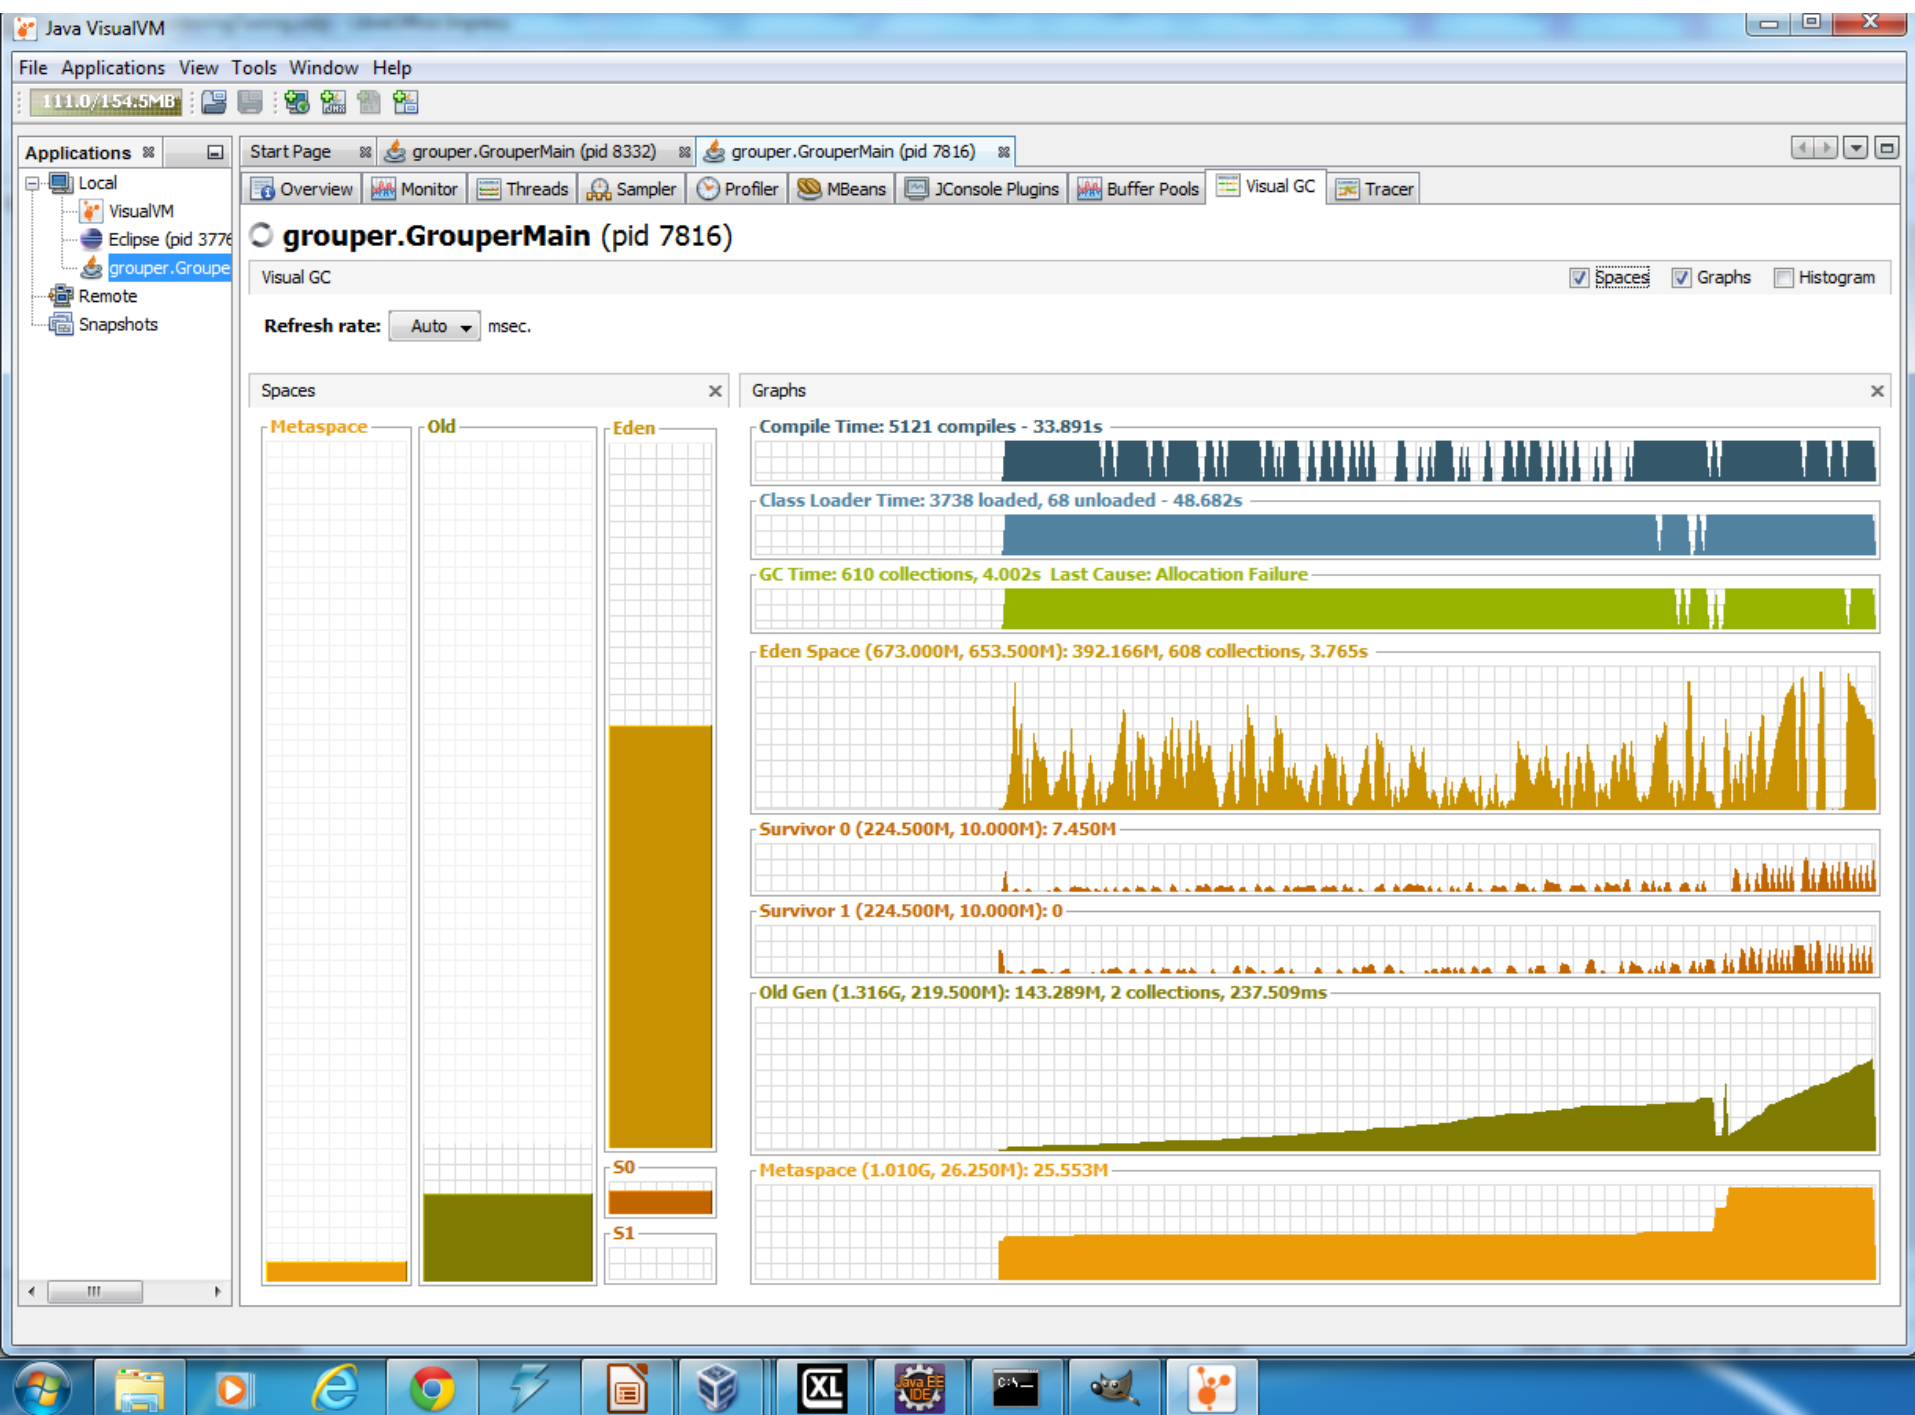 Java VisualVM
File Applications View Tools Window Help
111.0/154.5MB
Applications
Start Page
grouper.GrouperMain (pid 8332)
grouper.GrouperMain (pid 7816)
Local
VisualVM
Eclipse (pid 3776
grouper.Groupe
Remote
Snapshots
Overview Monitor Threads Sampler Profiler MBeans JConsole Plugins Buffer Pools Visual GC Tracer
grouper.GrouperMain (pid 7816)
Visual GC
Spaces Graphs Histogram
Refresh rate: Auto msec.
Spaces
Graphs
Metaspace
Old
Eden
S0
S1
Compile Time: 5121 compiles - 33.891s
Class Loader Time: 3738 loaded, 68 unloaded - 48.682s
GC Time: 610 collections, 4.002s Last Cause: Allocation Failure
Eden Space (673.000M, 653.500M): 392.166M, 608 collections, 3.765s
Survivor 0 (224.500M, 10.000M): 7.450M
Survivor 1 (224.500M, 10.000M): 0
Old Gen (1.316G, 219.500M): 143.289M, 2 collections, 237.509ms
Metaspace (1.010G, 26.250M): 25.553M
XL
Java EE
IDE
C:\_